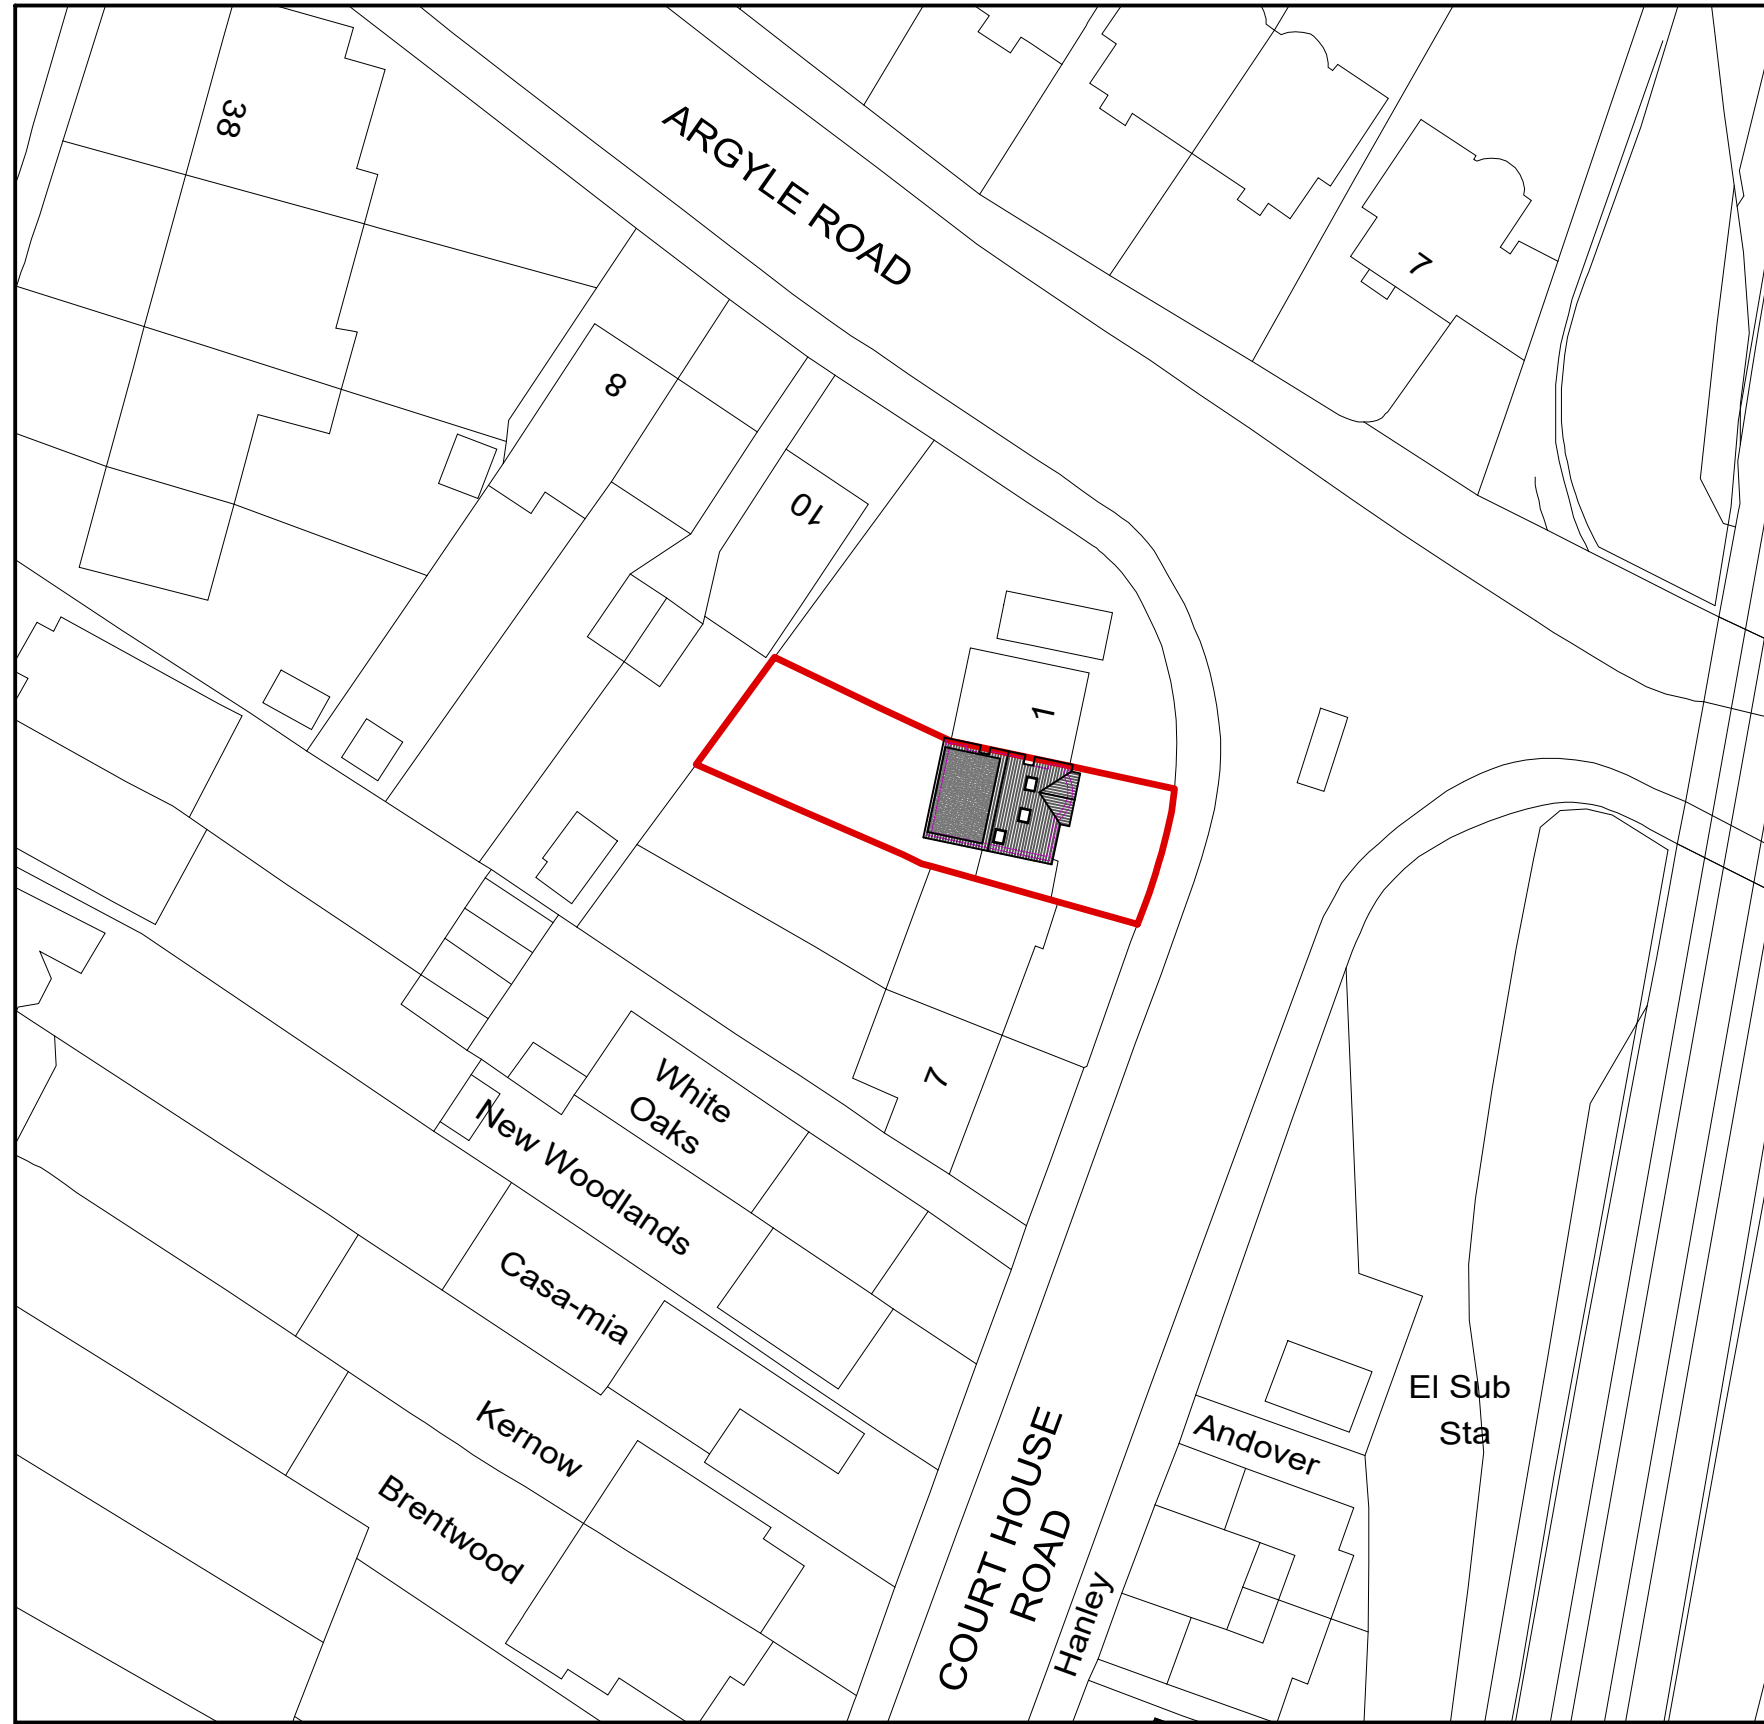 38
ARGYLE ROAD
7
8
10
1
White
Oaks
7
New Woodlands
Casa-mia
El Sub
Sta
Kernow
Andover
Brentwood
COURT HOUSE
ROAD
Hanley